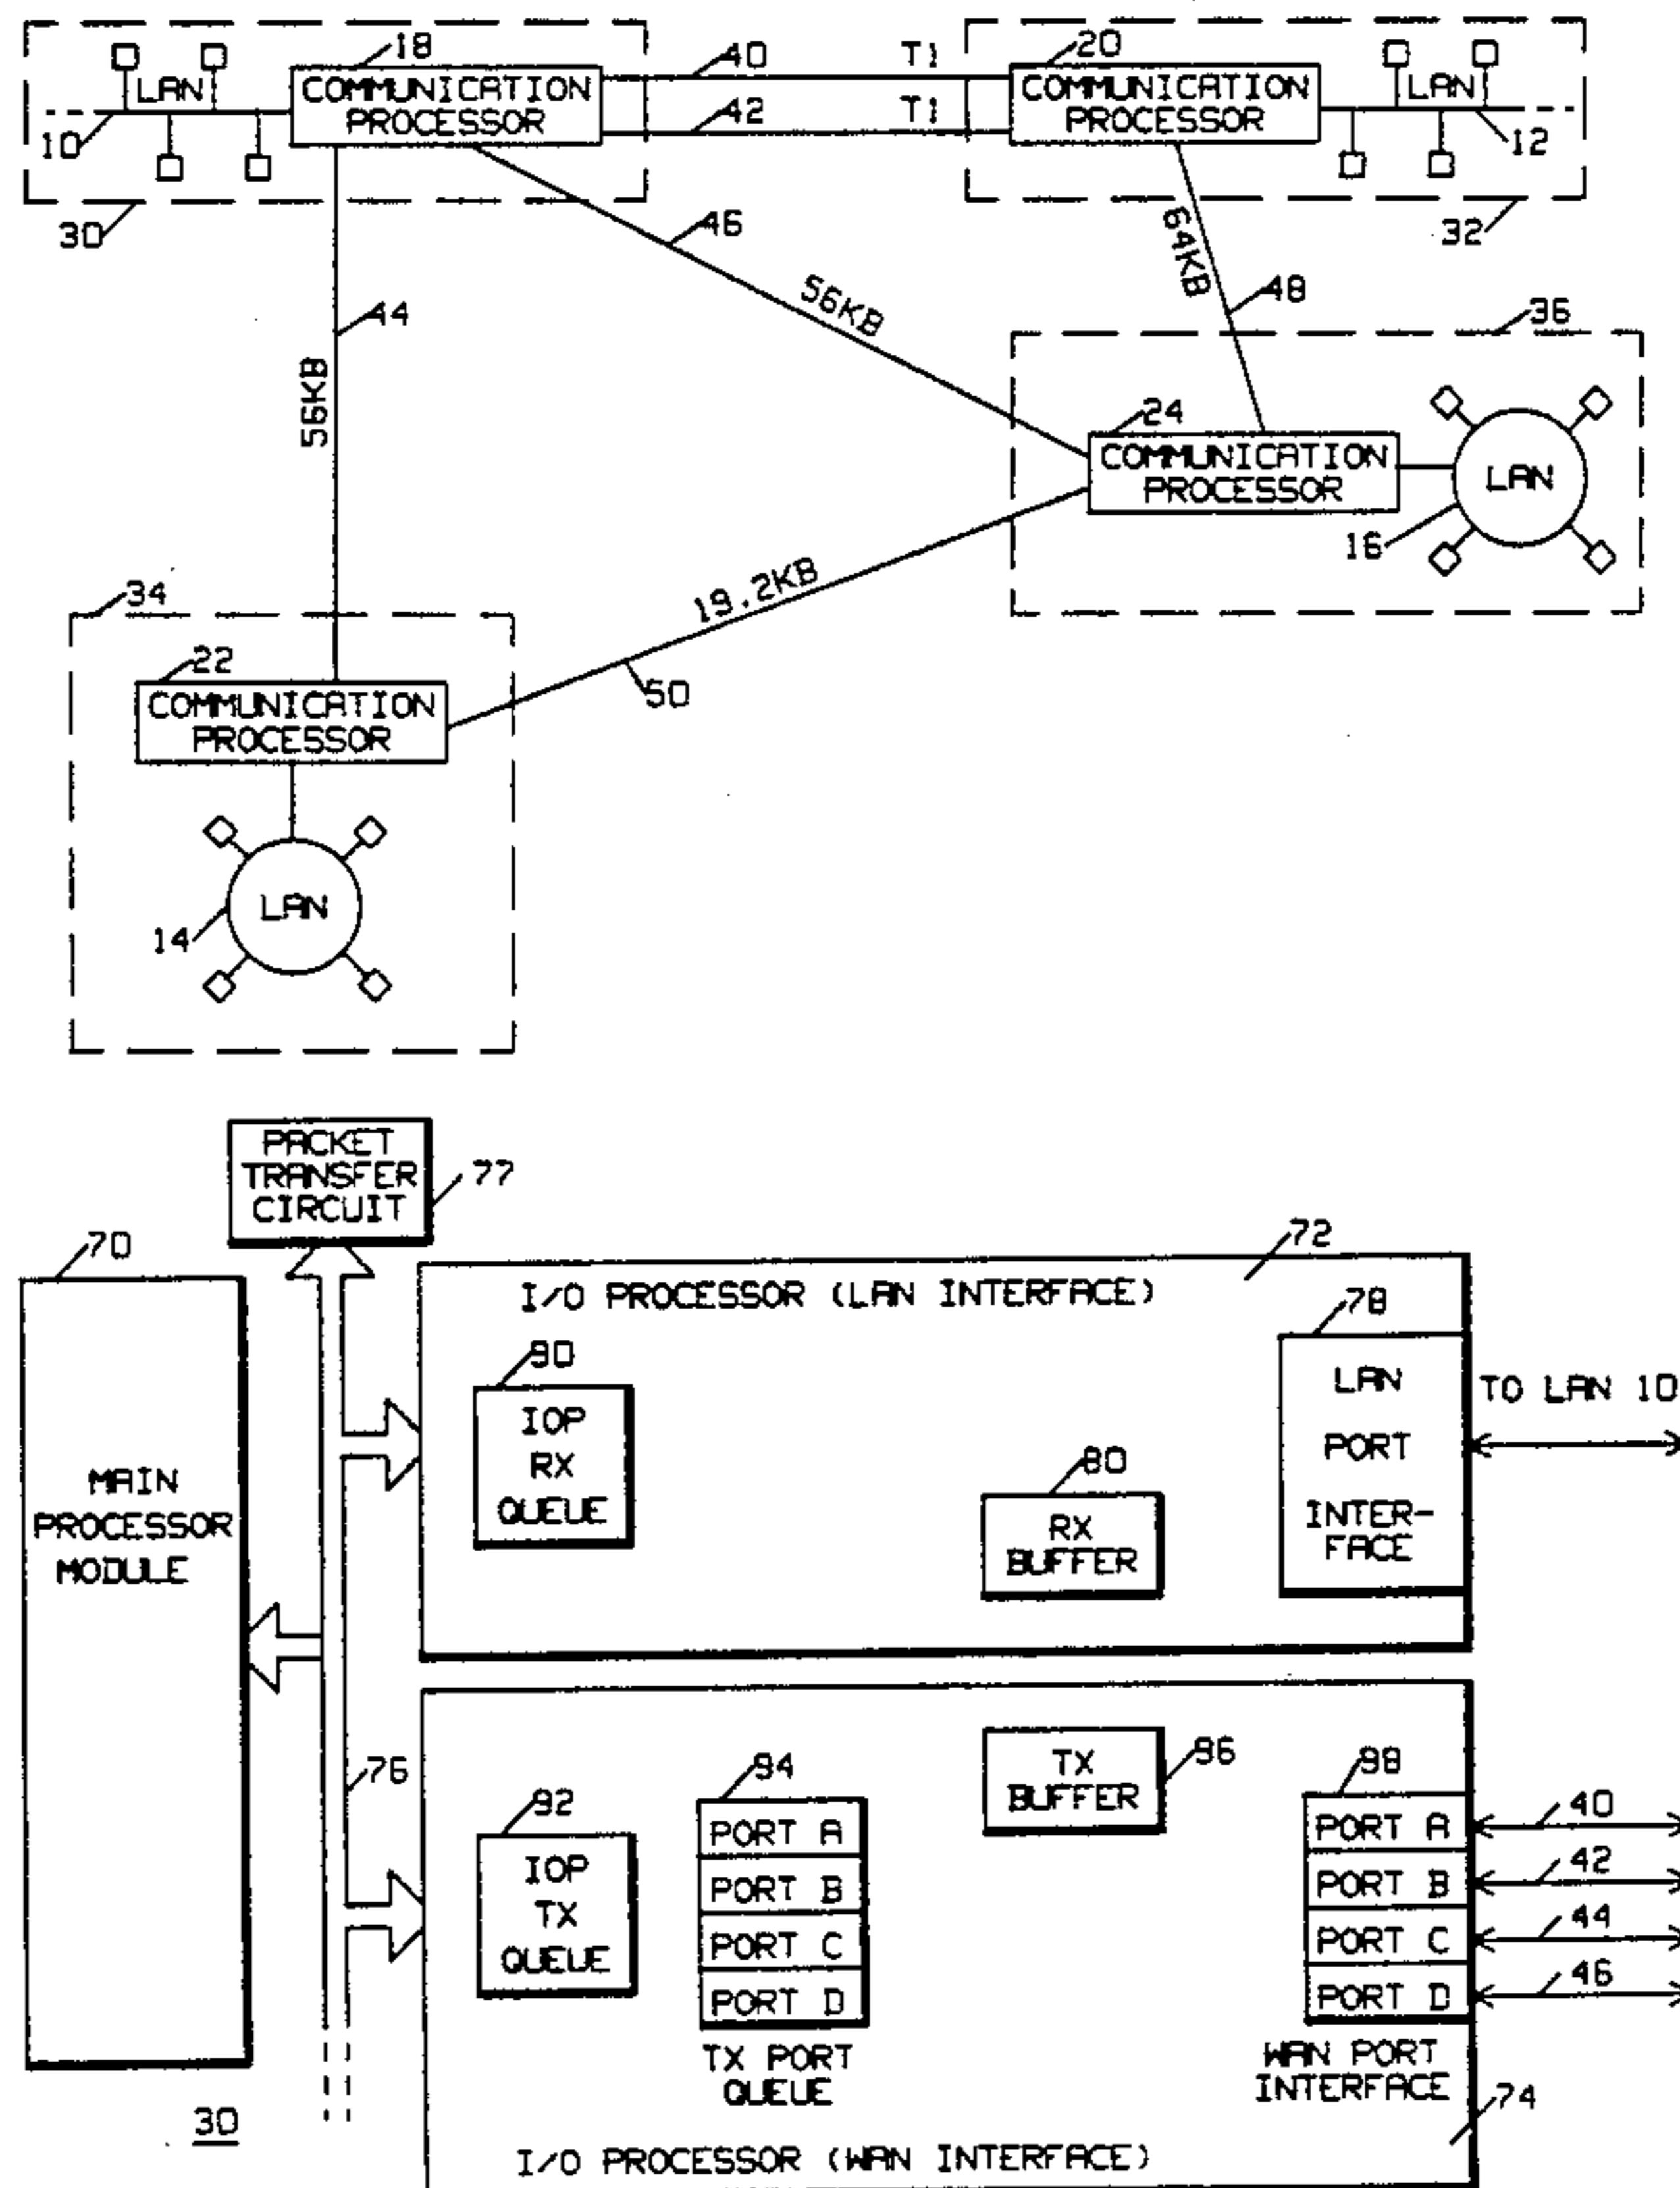 18
40
T1
20
LAN
COMMUNICATION
PROCESSOR
COMMUNICATION
PROCESSOR
LAN
42
T1
10
12
30
46
64KB
32
48
56KB
44
36
56KB
24
COMMUNICATION
PROCESSOR
LAN
16
34
19.2KB
22
50
COMMUNICATION
PROCESSOR
LAN
14
PACKET
TRANSFER
CIRCUIT
77
70
72
I/O PROCESSOR (LAN INTERFACE)
78
90
LAN
PORT
INTER-
FACE
TO LAN 10
IOP
RX
QUEUE
80
RX
BUFFER
MAIN
PROCESSOR
MODULE
76
TX
BUFFER
96
94
98
92
PORT A
PORT B
PORT C
PORT D
PORT A
PORT B
PORT C
PORT D
40
42
44
46
IOP
TX
QUEUE
TX PORT
QUEUE
WAN PORT
INTERFACE
74
30
I/O PROCESSOR (WAN INTERFACE)